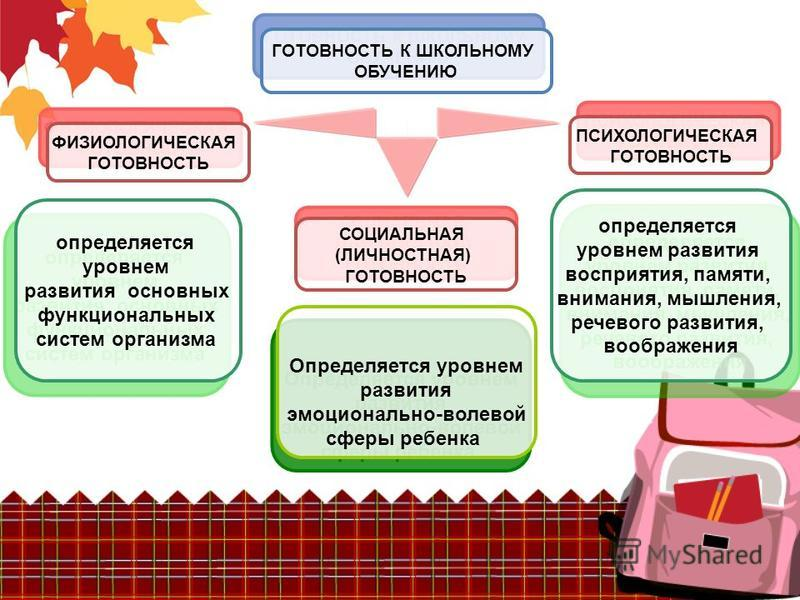 ГОТОВНОСТЬ К ШКОЛЬНОМУ
ОБУЧЕНИЮ
ФИЗИОЛОГИЧЕСКАЯ
ГОТОВНОСТЬ
определяется
уровнем
развития основных
функциональных
систем организма
СОЦИАЛЬНАЯ
(ЛИЧНОСТНАЯ)
ГОТОВНОСТЬ
Определяется уровнем
развития
эмоционально-волевой
сферы ребенка
ПСИХОЛОГИЧЕСКАЯ
ГОТОВНОСТЬ
определяется
уровнем развития
восприятия, памяти,
внимания, мышления,
речевого развития,
воображения
MyShared